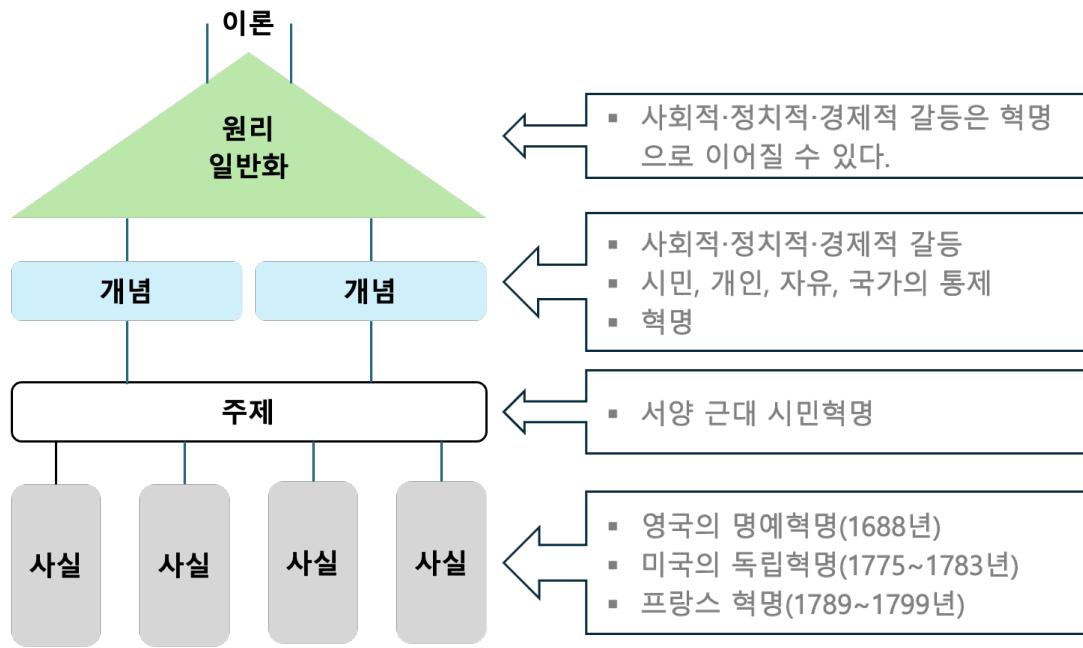 이론
원리
일반화
▪ 사회적·정치적·경제적 갈등은 혁명
으로 이어질 수 있다.
개념
개념
▪ 사회적·정치적·경제적 갈등
▪ 시민, 개인, 자유, 국가의 통제
▪ 혁명
주제
▪ 서양 근대 시민혁명
사실
사실
사실
사실
▪ 영국의 명예혁명(1688년)
▪ 미국의 독립혁명(1775~1783년)
▪ 프랑스 혁명(1789~1799년)